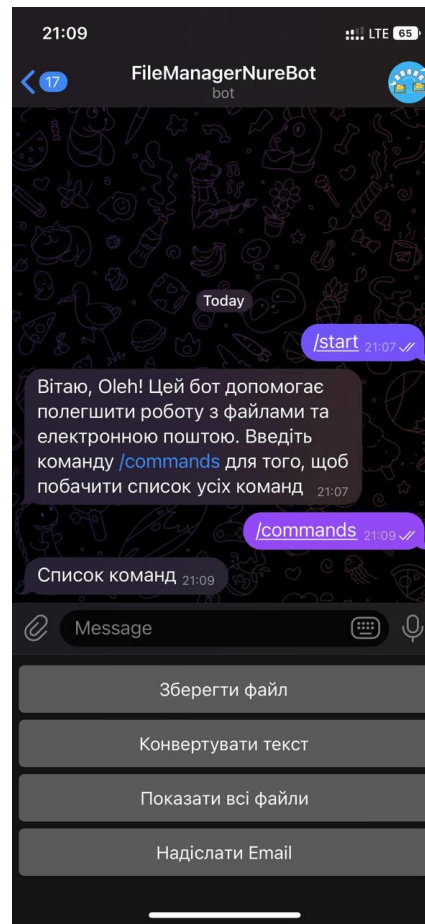 21:09
LTE 65
17
FileManagerNureBot
bot
Today
/start 21:07
Вітаю, Oleh! Цей бот допомагає
полегшити роботу з файлами та
електронною поштою. Введіть
команду /commands для того, щоб
побачити список усіх команд 21:07
/commands 21:09
Список команд 21:09
Message
Зберегти файл
Конвертувати текст
Показати всі файли
Надіслати Email